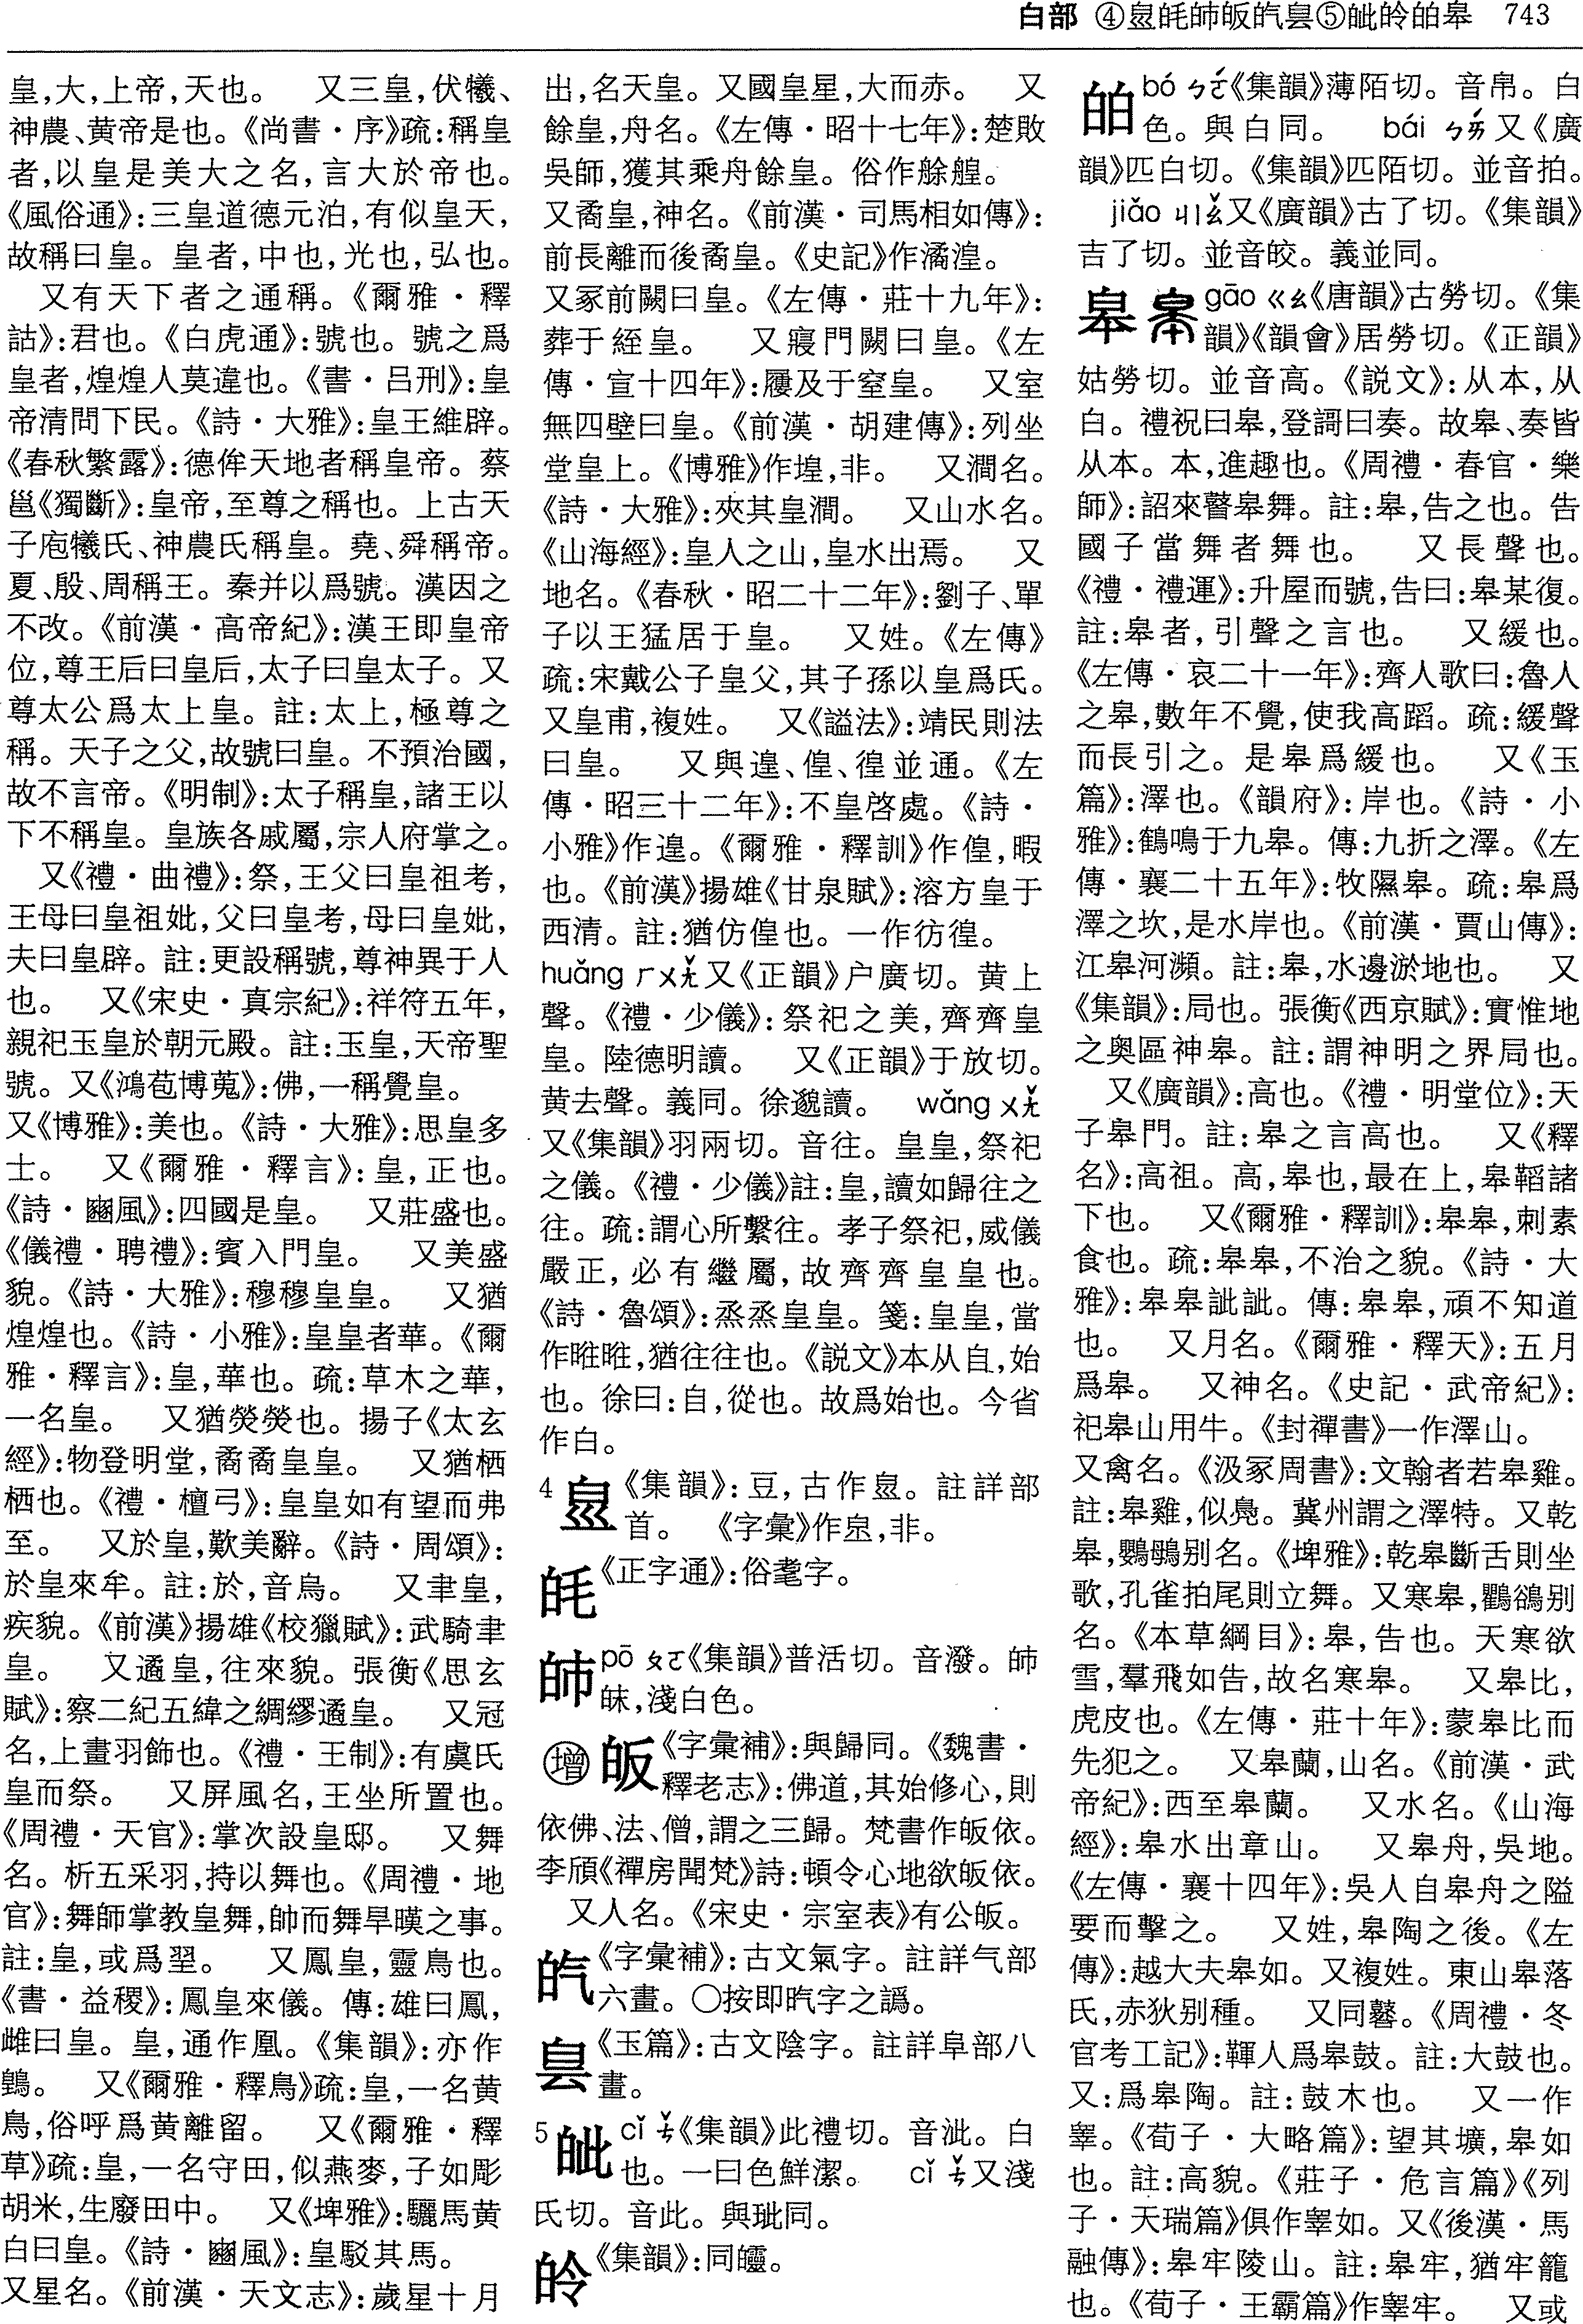 白部 ④𣆞㿜𤽌皈𣱛㫗⑤皉皊皅皋 743
皇,大,上帝,天也。 又三皇,伏犧、
神農、黄帝是也。《尚書·序》疏:稱皇
者,以皇是美大之名,言大於帝也。
《風俗通》:三皇道德元泊,有似皇天,
故稱曰皇。皇者,中也,光也,弘也。
又有天下者之通稱。《爾雅·釋
詁》:君也。《白虎通》:號也。號之爲
皇者,煌煌人莫違也。《書·吕刑》:皇
帝清問下民。《詩·大雅》:皇王維辟。
《春秋繁露》:德侔天地者稱皇帝。蔡
邕《獨斷》:皇帝,至尊之稱也。上古天
子庖犧氏、神農氏稱皇。堯、舜稱帝。
夏、殷、周稱王。秦并以爲號。漢因之
不改。《前漢·高帝紀》:漢王即皇帝
位,尊王后曰皇后,太子曰皇太子。又
尊太公爲太上皇。註:太上,極尊之
稱。天子之父,故號曰皇。不預治國,
故不言帝。《明制》:太子稱皇,諸王以
下不稱皇。皇族各戚屬,宗人府掌之。
又《禮·曲禮》:祭,王父曰皇祖考,
王母曰皇祖妣,父曰皇考,母曰皇妣,
夫曰皇辟。註:更設稱號,尊神異于人
也。 又《宋史·真宗紀》:祥符五年,
親祀玉皇於朝元殿。註:玉皇,天帝聖
號。又《鴻苞博蒐》:佛,一稱覺皇。
又《博雅》:美也。《詩·大雅》:思皇多
士。 又《爾雅·釋言》:皇,正也。
《詩·豳風》:四國是皇。 又莊盛也。
《儀禮·聘禮》:賓入門皇。 又美盛
貌。《詩·大雅》:穆穆皇皇。 又猶
煌煌也。《詩·小雅》:皇皇者華。《爾
雅·釋言》:皇,華也。疏:草木之華,
一名皇。 又猶熒熒也。揚子《太玄
經》:物登明堂,矞矞皇皇。 又猶栖
栖也。《禮·檀弓》:皇皇如有望而弗
至。 又於皇,歎美辭。《詩·周頌》:
於皇來牟。註:於,音烏。 又聿皇,
疾貌。《前漢》揚雄《校獵賦》:武騎聿
皇。 又遹皇,往來貌。張衡《思玄
賦》:察二紀五緯之綢繆遹皇。 又冠
名,上畫羽飾也。《禮·王制》:有虞氏
皇而祭。 又屏風名,王坐所置也。
《周禮·天官》:掌次設皇邸。 又舞
名。析五采羽,持以舞也。《周禮·地
官》:舞師掌教皇舞,帥而舞旱暵之事。
註:皇,或爲䍿。 又鳳皇,靈鳥也。
《書·益稷》:鳳皇來儀。傳:雄曰鳳,
雌曰皇。皇,通作凰。《集韻》:亦作
鶂。 又《爾雅·釋鳥》疏:皇,一名黄
鳥,俗呼爲黄離留。 又《爾雅·釋
草》疏:皇,一名守田,似燕麥,子如彫
胡米,生廢田中。 又《埤雅》:驪馬黄
白曰皇。《詩·豳風》:皇駁其馬。
又星名。《前漢·天文志》:歲星十月
出,名天皇。又國皇星,大而赤。 又
餘皇,舟名。《左傳·昭十七年》:楚敗
吳師,獲其乘舟餘皇。俗作艅艎。
又矞皇,神名。《前漢·司馬相如傳》:
前長離而後矞皇。《史記》作潏湟。
又冢前闕曰皇。《左傳·莊十九年》:
葬于絰皇。 又寢門闕曰皇。《左
傳·宣十四年》:屨及于窒皇。 又室
無四壁曰皇。《前漢·胡建傳》:列坐
堂皇上。《博雅》作堭,非。 又澗名。
《詩·大雅》:夾其皇澗。 又山水名。
《山海經》:皇人之山,皇水出焉。 又
地名。《春秋·昭二十二年》:劉子、單
子以王猛居于皇。 又姓。《左傳》
疏:宋戴公子皇父,其子孫以皇爲氏。
又皇甫,複姓。 又《謚法》:靖民則法
曰皇。 又與遑、偟、徨並通。《左
傳·昭三十二年》:不皇啓處。《詩·
小雅》作遑。《爾雅·釋訓》作偟,暇
也。《前漢》揚雄《甘泉賦》:溶方皇于
西清。註:猶仿偟也。一作彷徨。
huǎng ㄏㄨㄤˇ又《正韻》户廣切。黄上
聲。《禮·少儀》:祭祀之美,齊齊皇
皇。陸德明讀。 又《正韻》于放切。
黄去聲。義同。徐邈讀。 wǎng ㄨㄤˇ
又《集韻》羽兩切。音往。皇皇,祭祀
之儀。《禮·少儀》註:皇,讀如歸往之
往。疏:謂心所繫往。孝子祭祀,威儀
嚴正,必有繼屬,故齊齊皇皇也。
《詩·魯頌》:烝烝皇皇。箋:皇皇,當
作暀暀,猶往往也。《説文》本从自,始
也。徐曰:自,從也。故爲始也。今省
作白。
4 《集韻》:豆,古作。註詳部
首。 《字彙》作,非。
㿜《正字通》:俗耄字。
pō ㄆㄛ《集韻》普活切。音潑。
,淺白色。
增 皈《字彙補》:與歸同。《魏書·
釋老志》:佛道,其始修心,則
依佛、法、僧,謂之三歸。梵書作皈依。
李頎《禪房聞梵》詩:頓令心地欲皈依。
又人名。《宋史·宗室表》有公皈。
《字彙補》:古文氣字。註詳气部
六畫。○按即字之譌。
《玉篇》:古文陰字。註詳阜部八
畫。
5 皉 cǐ ㄘˇ《集韻》此禮切。音泚。白
也。一曰色鮮潔。 cǐ ㄘˇ又淺
氏切。音此。與玼同。
皊《集韻》:同㿳。
bó ㄅㄛˊ《集韻》薄陌切。音帛。白
色。與白同。 bái ㄅㄞˊ又《廣
韻》匹白切。《集韻》匹陌切。並音拍。
jiǎo ㄐㄧㄠˇ又《廣韻》古了切。《集韻》
吉了切。並音皎。義並同。
皋 gāo ㄍㄠ《唐韻》古勞切。《集
韻》《韻會》居勞切。《正韻》
姑勞切。並音高。《説文》:从本,从
白。禮祝曰皋,登謌曰奏。故皋、奏皆
从本。本,進趣也。《周禮·春官·樂
師》:詔來瞽皋舞。註:皋,告之也。告
國子當舞者舞也。 又長聲也。
《禮·禮運》:升屋而號,告曰:皋某復。
註:皋者,引聲之言也。 又緩也。
《左傳·哀二十一年》:齊人歌曰:魯人
之皋,數年不覺,使我高蹈。疏:緩聲
而長引之。是皋爲緩也。 又《玉
篇》:澤也。《韻府》:岸也。《詩·小
雅》:鶴鳴于九皋。傳:九折之澤。《左
傳·襄二十五年》:牧隰皋。疏:皋爲
澤之坎,是水岸也。《前漢·賈山傳》:
江皋河瀕。註:皋,水邊淤地也。 又
《集韻》:局也。張衡《西京賦》:實惟地
之奥區神皋。註:謂神明之界局也。
又《廣韻》:高也。《禮·明堂位》:天
子皋門。註:皋之言高也。 又《釋
名》:高祖。高,皋也,最在上,皋韜諸
下也。 又《爾雅·釋訓》:皋皋,刺素
食也。疏:皋皋,不治之貌。《詩·大
雅》:皋皋訿訿。傳:皋皋,頑不知道
也。 又月名。《爾雅·釋天》:五月
爲皋。 又神名。《史記·武帝紀》:
祀皋山用牛。《封禪書》一作澤山。
又禽名。《汲冢周書》:文翰者若皋雞。
註:皋雞,似鳧。冀州謂之澤特。又乾
皋,鸚鴞别名。《埤雅》:乾皋斷舌則坐
歌,孔雀拍尾則立舞。又寒皋,鸜鵒别
名。《本草綱目》:皋,告也。天寒欲
雪,羣飛如告,故名寒皋。 又皋比,
虎皮也。《左傳·莊十年》:蒙皋比而
先犯之。 又皋蘭,山名。《前漢·武
帝紀》:西至皋蘭。 又水名。《山海
經》:皋水出章山。 又皋舟,吳地。
《左傳·襄十四年》:吳人自皋舟之隘
要而擊之。 又姓,皋陶之後。《左
傳》:越大夫皋如。又複姓。東山皋落
氏,赤狄别種。 又同鼛。《周禮·冬
官考工記》:韗人爲皋鼓。註:大鼓也。
又:爲皋陶。註:鼓木也。 又一作
睾。《荀子·大略篇》:望其壙,皋如
也。註:高貌。《莊子·危言篇》《列
子·天瑞篇》俱作睾如。又《後漢·馬
融傳》:皋牢陵山。註:皋牢,猶牢籠
也。《荀子·王霸篇》作睾牢。 又或